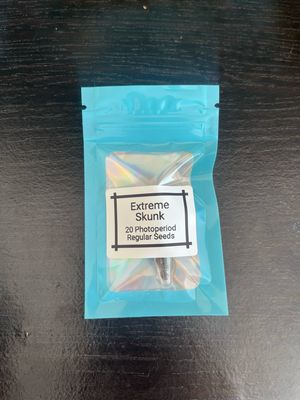 Extreme
Skunk
20 Photoperiod
Regular Seeds